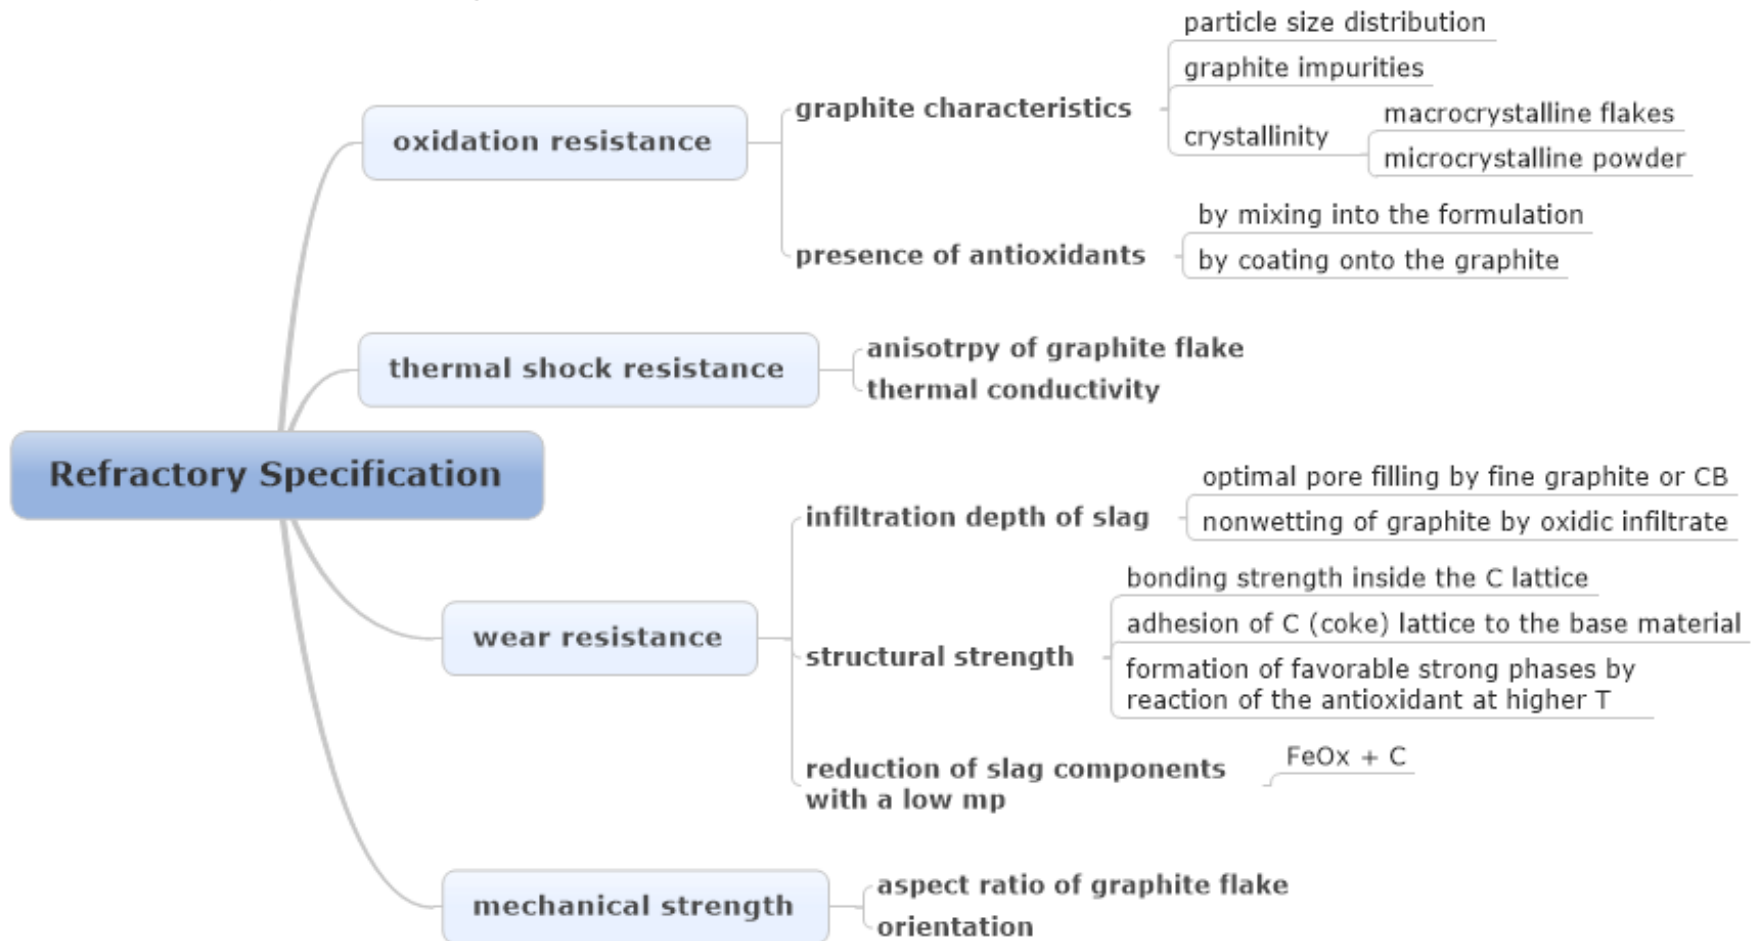 particle size distribution
graphite impurities
graphite characteristics
macrocrystalline flakes
crystallinity
microcrystalline powder
oxidation resistance
by mixing into the formulation
presence of antioxidants
by coating onto the graphite
anisotrpy of graphite flake
thermal shock resistance
thermal conductivity
Refractory Specification
optimal pore filling by fine graphite or CB
infiltration depth of slag
nonwetting of graphite by oxidic infiltrate
bonding strength inside the C lattice
adhesion of C (coke) lattice to the base material
wear resistance
structural strength
formation of favorable strong phases by
reaction of the antioxidant at higher T
FeOx + C
reduction of slag components
with a low mp
aspect ratio of graphite flake
mechanical strength
orientation